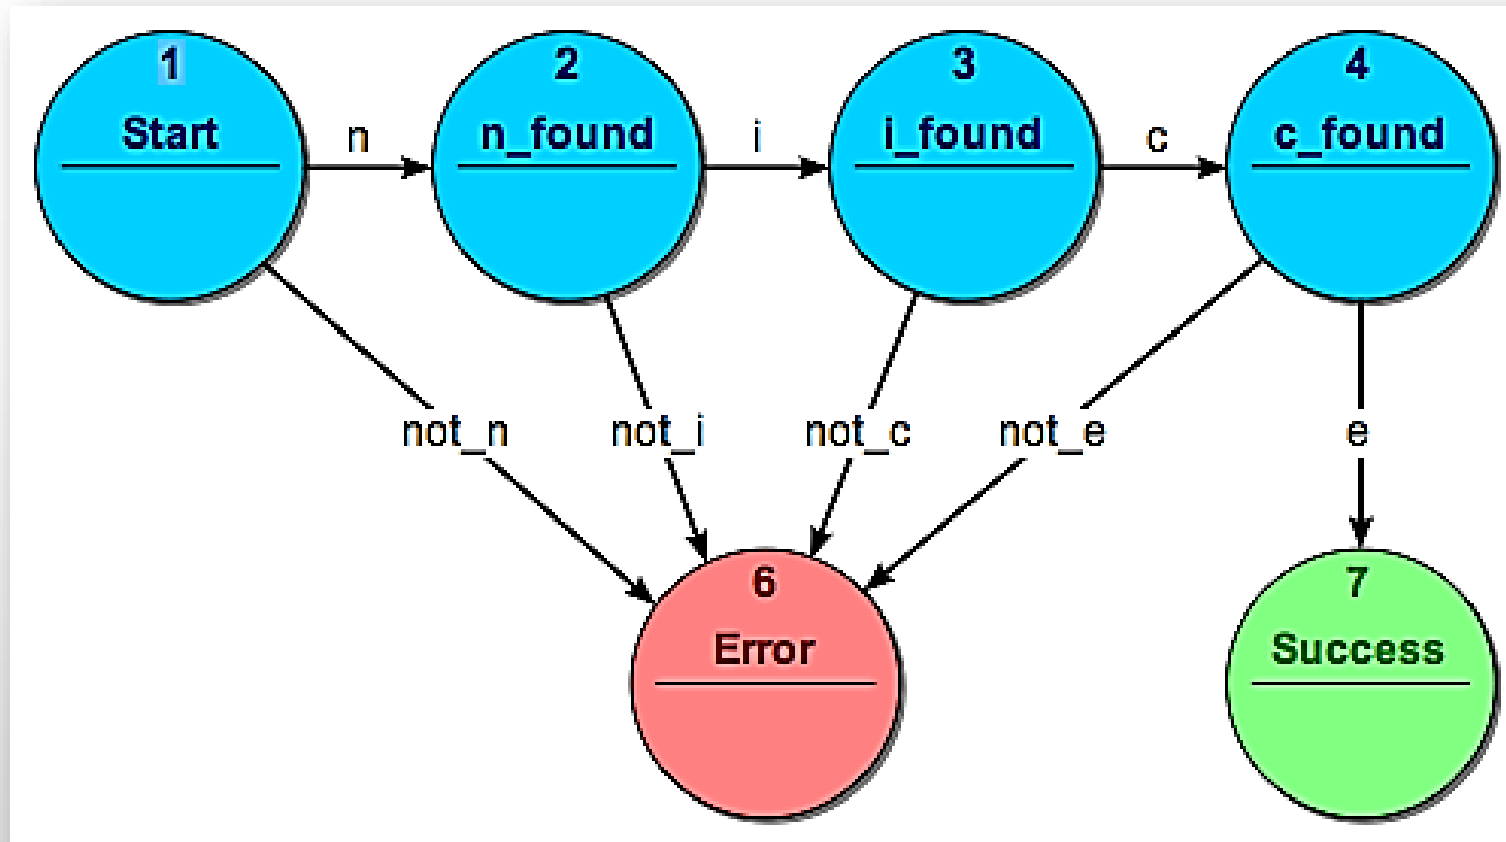 1
Start
n
2
n_found
i
3
i_found
c
4
c_found
not_n
not_i
not_c
not_e
e
6
Error
7
Success